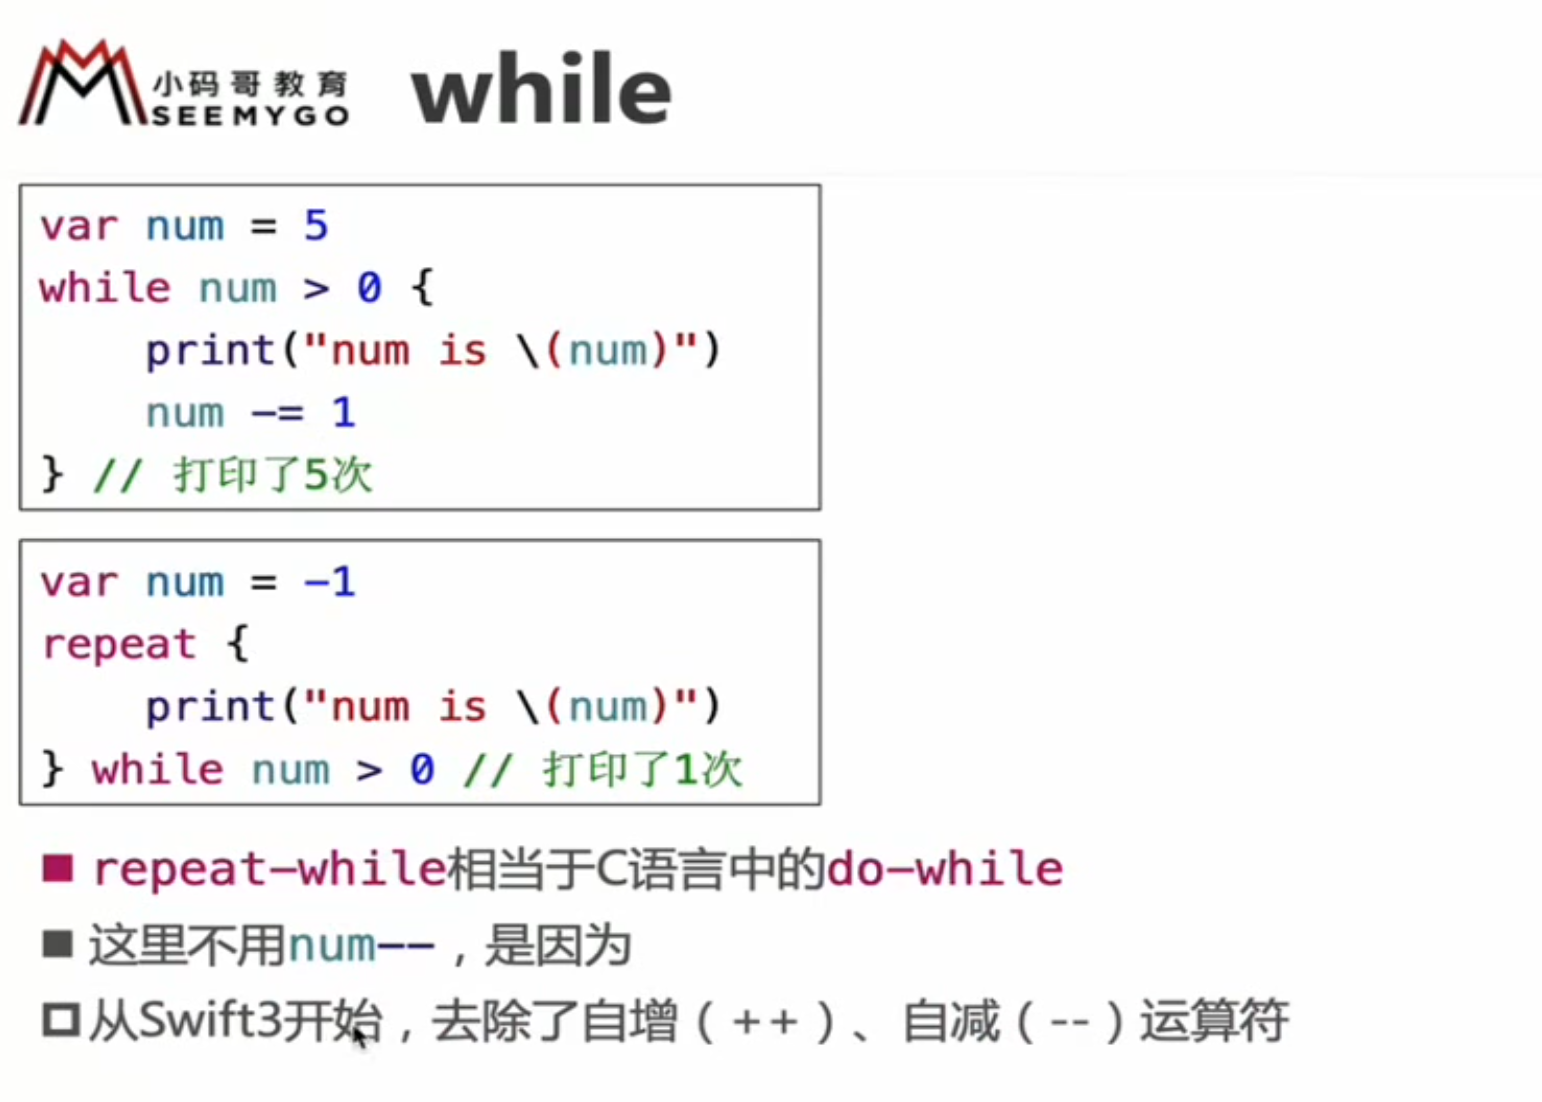 小码哥教育
SEEMYGO
while
var num = 5
while num > 0 {
    print("num is \(num)")
    num -= 1
} // 打印了5次
var num = -1
repeat {
    print("num is \(num)")
} while num > 0 // 打印了1次
repeat-while相当于C语言中的do-while
这里不用num--，是因为
从Swift3开始，去除了自增（++）、自减（--）运算符